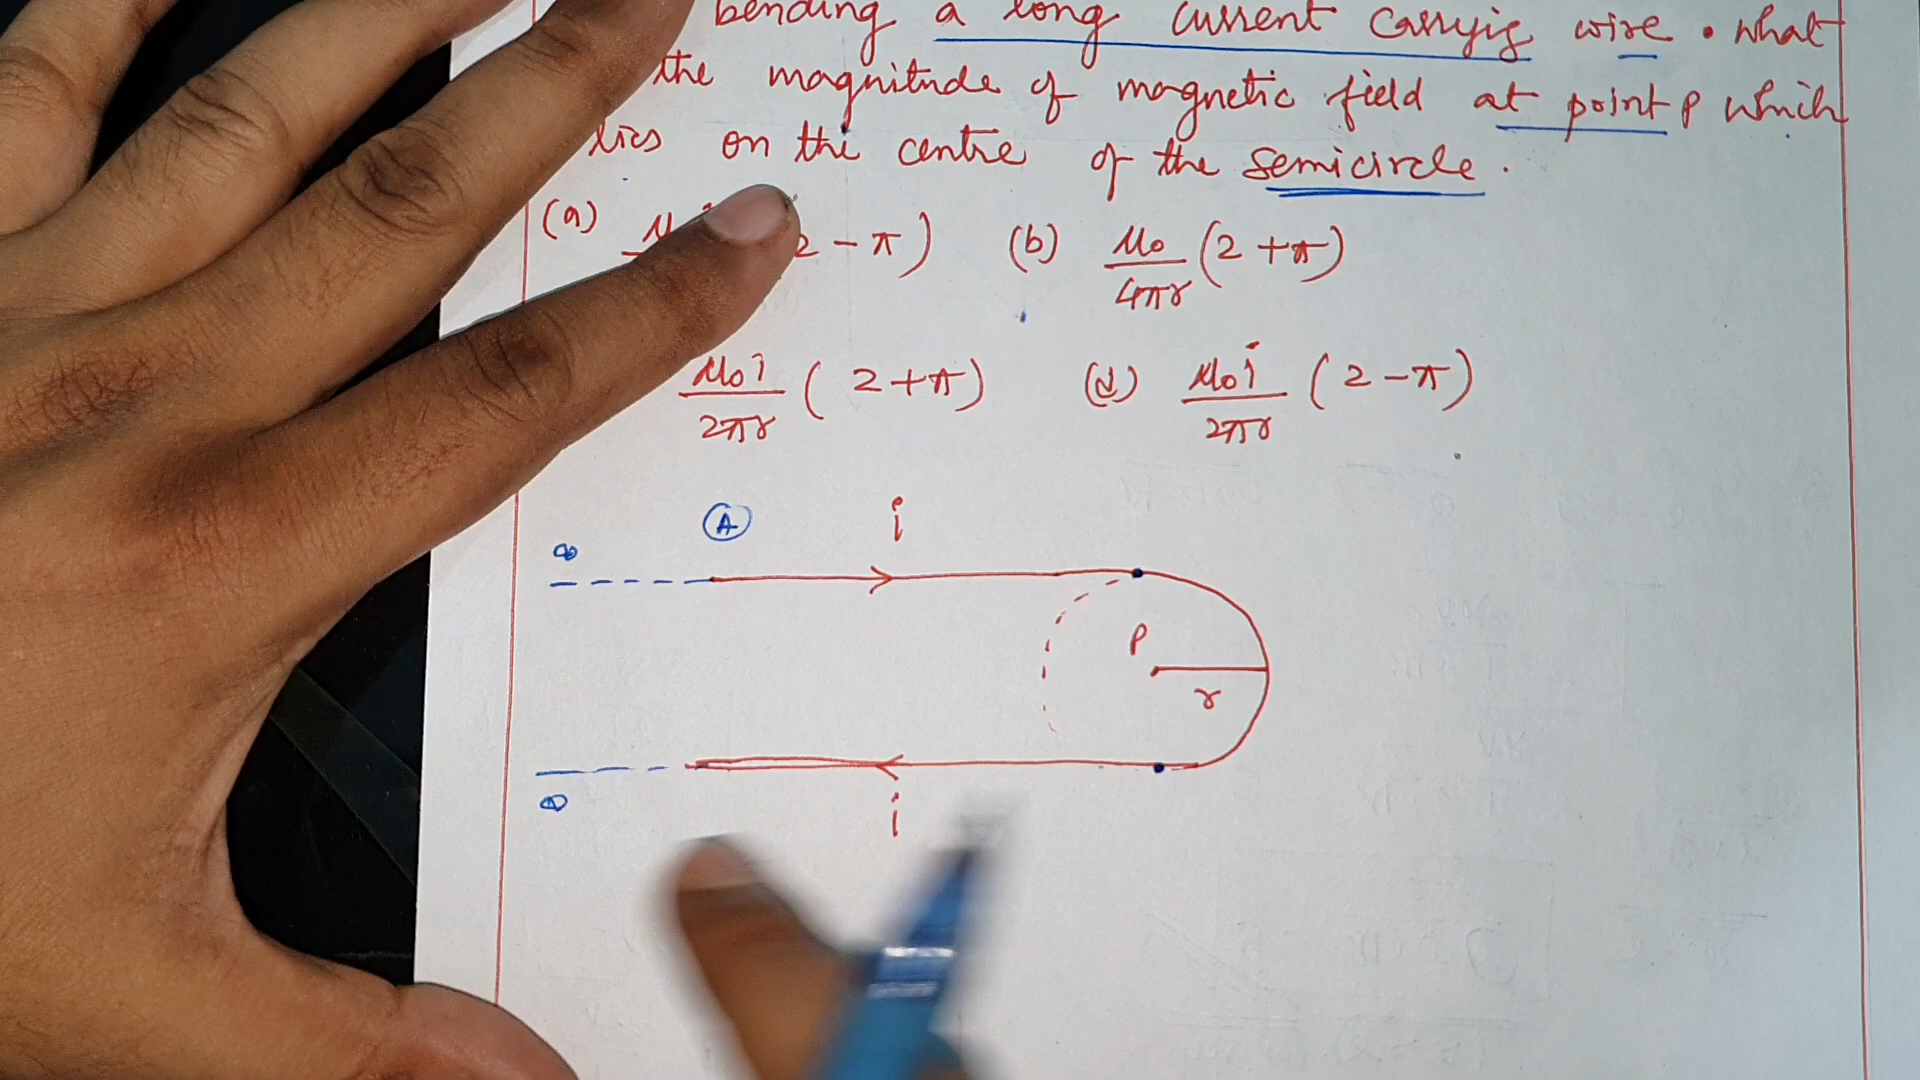 bending a long current carryig wire. what
the magnitude of magnetic field at point P which
lies on the centre of the semicircle.
(a) 2 - π) (b) μ0/4πr (2 + π)
μ0i/2πr ( 2 + π) (d) μ0i/2πr ( 2 - π)
A i
∞
P
r
∞
i